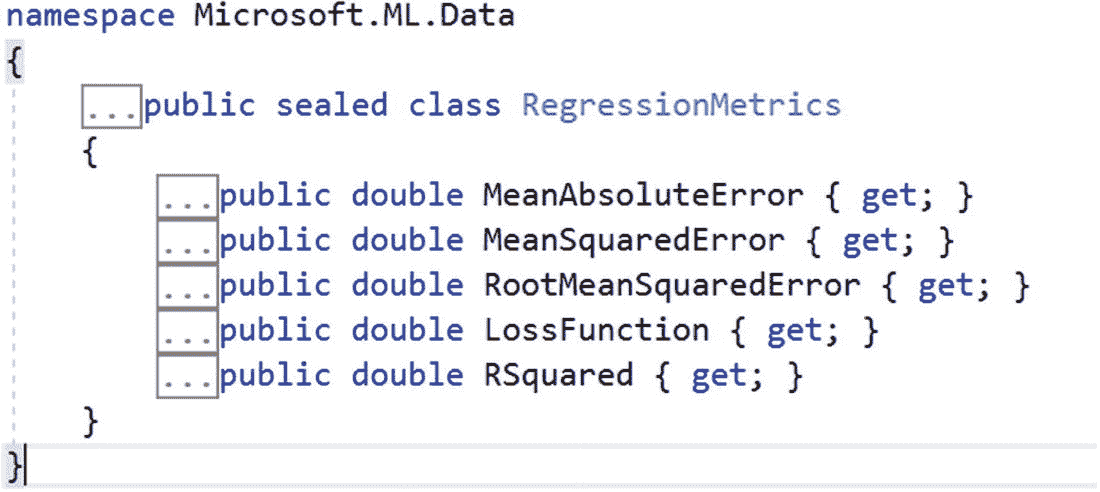 namespace Microsoft.ML.Data
{
...public sealed class RegressionMetrics
{
...public double MeanAbsoluteError { get; }
...public double MeanSquaredError { get; }
...public double RootMeanSquaredError { get; }
...public double LossFunction { get; }
...public double RSquared { get; }
}
}